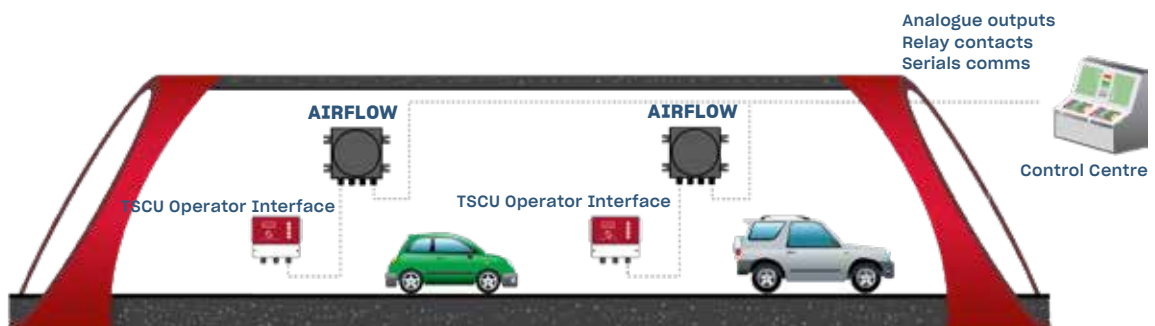 Analogue outputs
Relay contacts
Serials comms
AIRFLOW
AIRFLOW
Control Centre
TSCU Operator Interface
TSCU Operator Interface